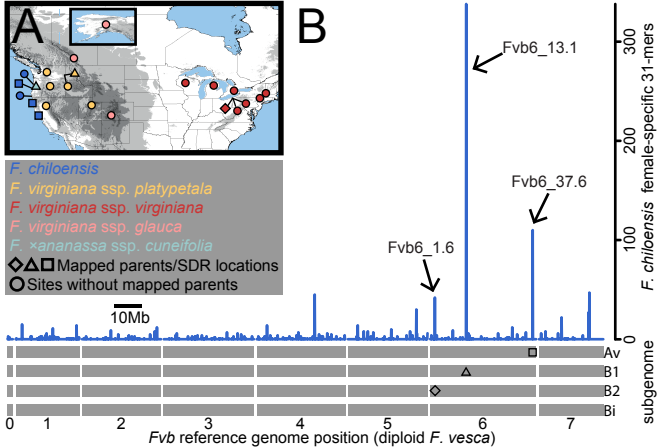 A
B
F. chiloensis
F. virginiana ssp. platypetala
F. virginiana ssp. virginiana
F. virginiana ssp. glauca
F. ×ananassa ssp. cuneifolia
Mapped parents/SDR locations
Sites without mapped parents
10Mb
Fvb6_13.1
Fvb6_37.6
Fvb6_1.6
0 100 200 300
F. chiloensis female-specific 31-mers
Av
B1
B2
Bi
subgenome
0 1 2 3 4 5 6 7
Fvb reference genome position (diploid F. vesca)